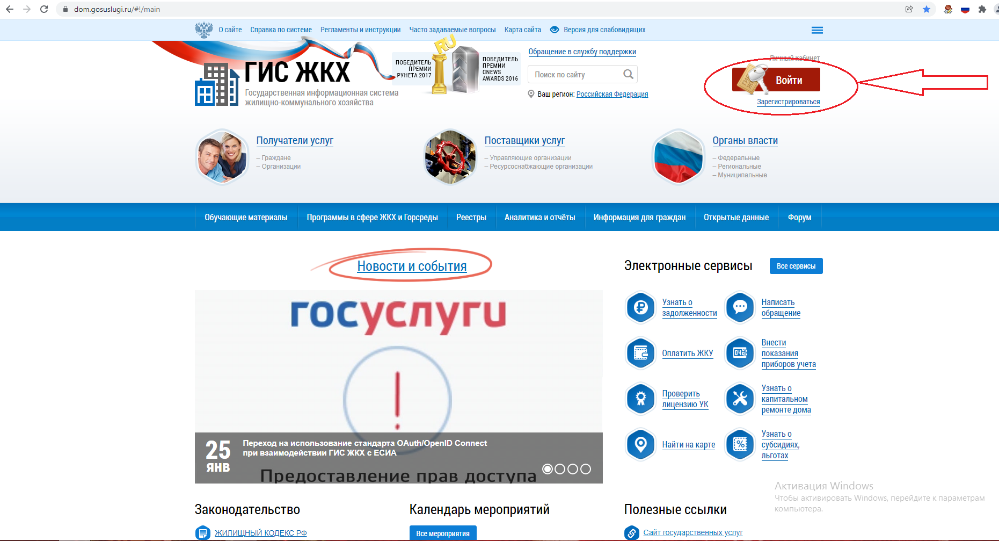 dom.gosuslugi.ru/#!/main
О сайте
Справка по системе
Регламенты и инструкции
Часто задаваемые вопросы
Карта сайта
Версия для слабовидящих
ГИС ЖКХ
Государственная информационная система
жилищно-коммунального хозяйства
ПОБЕДИТЕЛЬ
ПРЕМИИ
РУНЕТА 2017
RU
ПОБЕДИТЕЛЬ
ПРЕМИИ
CNEWS
AWARDS 2016
Обращение в службу поддержки
Поиск по сайту
Ваш регион: Российская Федерация
Личный кабинет
Войти
Зарегистрироваться
Получатели услуг
– Граждане
– Организации
Поставщики услуг
– Управляющие организации
– Ресурсоснабжающие организации
Органы власти
– Федеральные
– Региональные
– Муниципальные
Обучающие материалы
Программы в сфере ЖКХ и Горсреды
Реестры
Аналитика и отчёты
Информация для граждан
Открытые данные
Форум
Новости и события
госуслуги
25
ЯНВ
Переход на использование стандарта OAuth/OpenID Connect
при взаимодействии ГИС ЖКХ с ЕСИА
Предоставление прав доступа
Электронные сервисы
Все сервисы
Узнать о
задолженности
Написать
обращение
Оплатить ЖКУ
Внести
показания
приборов учета
Проверить
лицензию УК
Узнать о
капитальном
ремонте дома
Найти на карте
Узнать о
субсидиях,
льготах
Активация Windows
Чтобы активировать Windows, перейдите к параметрам
компьютера.
Законодательство
ЖИЛИЩНЫЙ КОДЕКС РФ
Календарь мероприятий
Все мероприятия
Полезные ссылки
Сайт государственных услуг